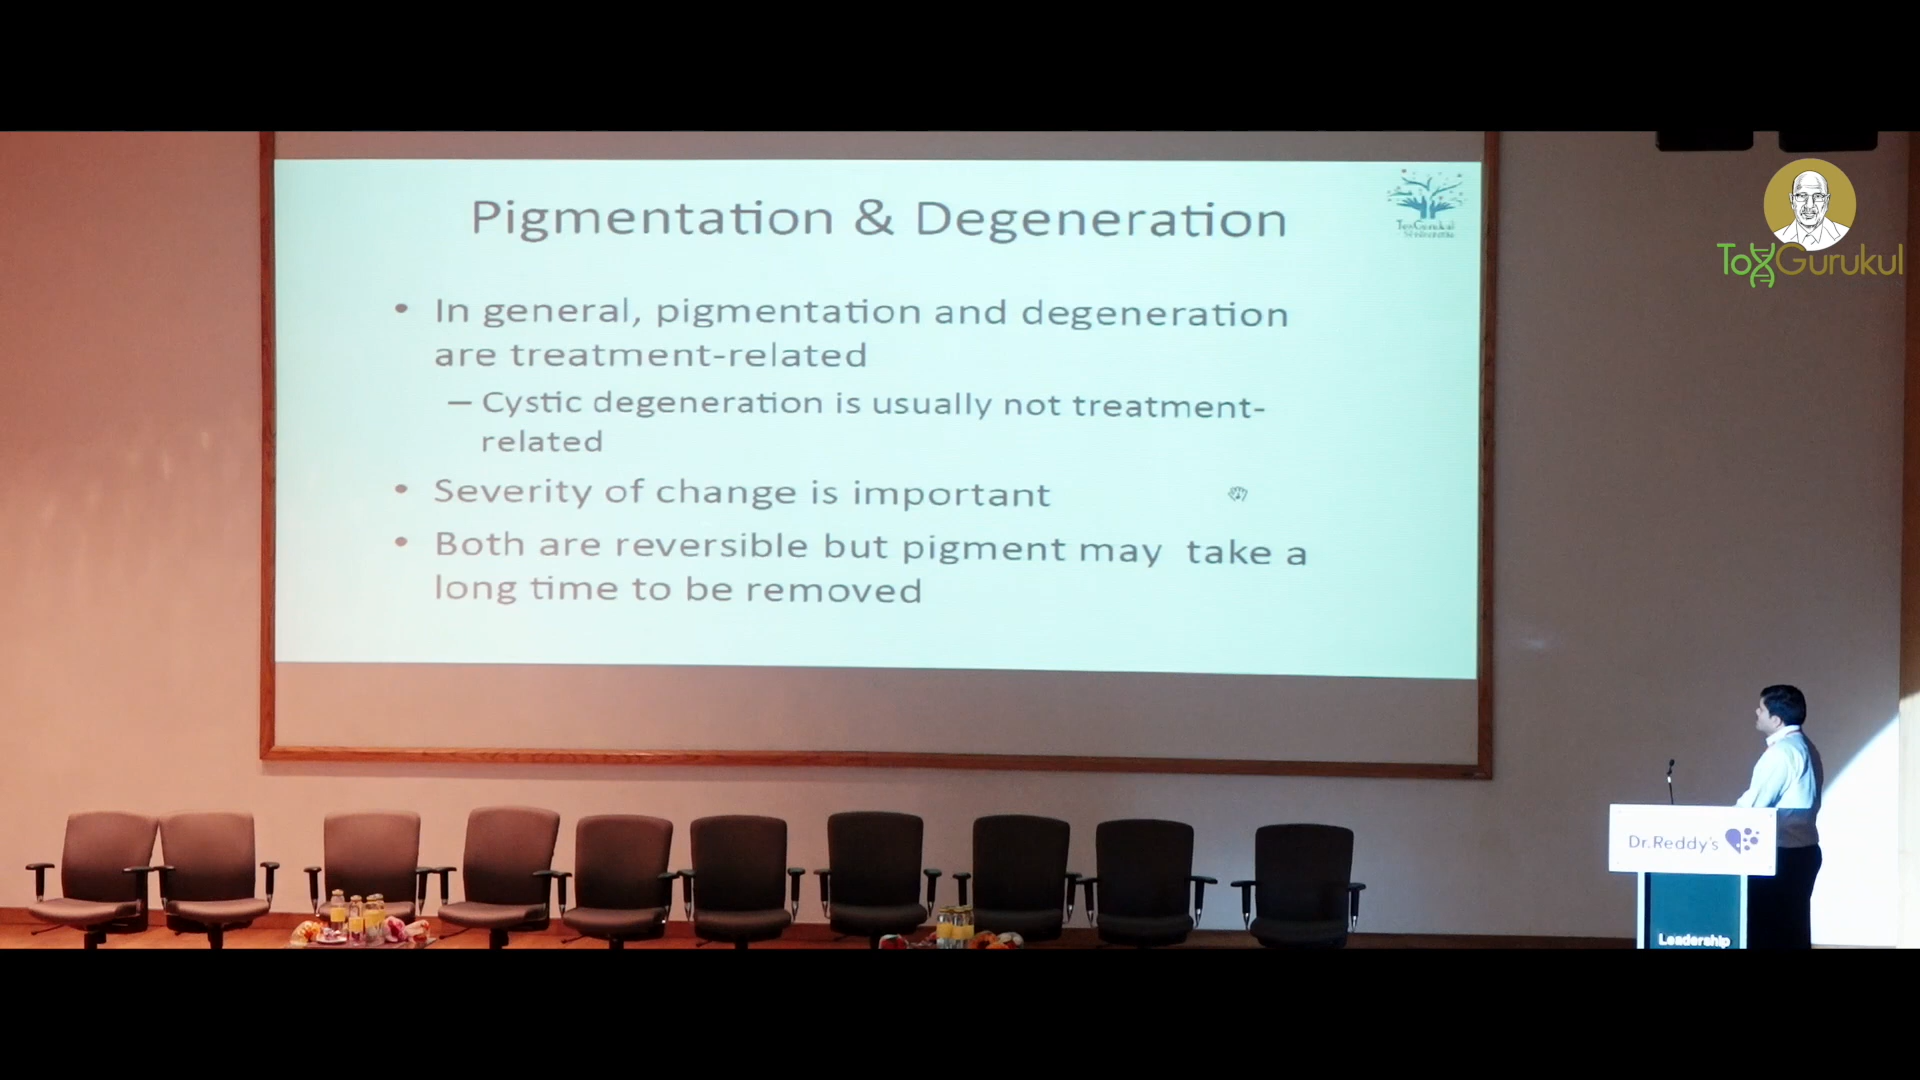 Pigmentation & Degeneration
• In general, pigmentation and degeneration
are treatment-related
– Cystic degeneration is usually not treatment-
related
• Severity of change is important
• Both are reversible but pigment may take a
long time to be removed
ToxGurukul
ToxGurukul
Dr.Reddy's
Leadership